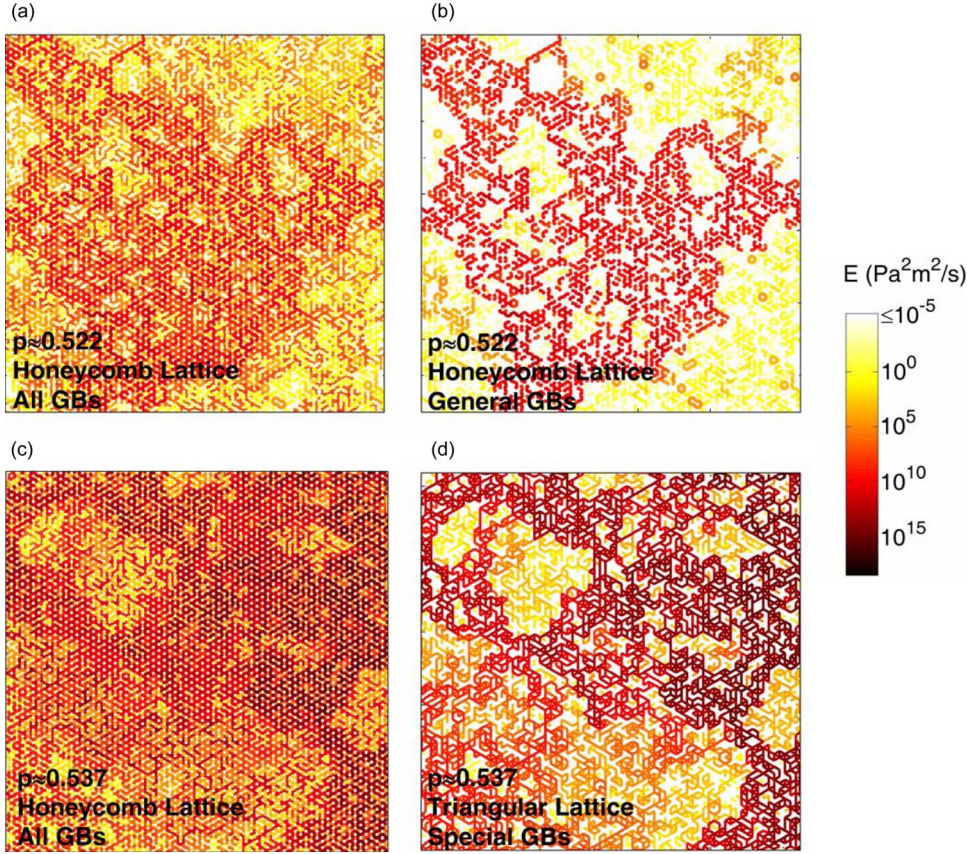 (a)
(b)
p≈0.522
Honeycomb Lattice
All GBs
p≈0.522
Honeycomb Lattice
General GBs
E (Pa²m²/s)
≤10⁻⁵
10⁰
10⁵
10¹⁰
10¹⁵
(c)
(d)
p≈0.537
Honeycomb Lattice
All GBs
p≈0.537
Triangular Lattice
Special GBs